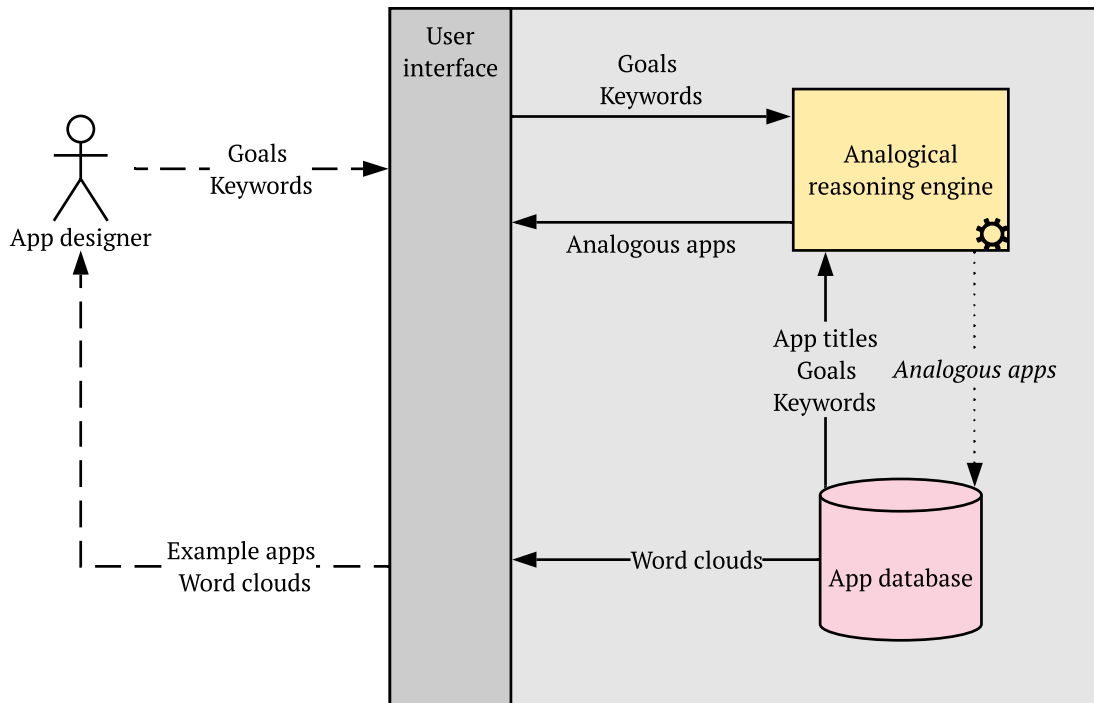 User
interface
Goals
Keywords
Analogical
reasoning engine
Goals
Keywords
App designer
Analogous apps
App titles
Goals
Keywords
Analogous apps
Example apps
Word clouds
Word clouds
App database